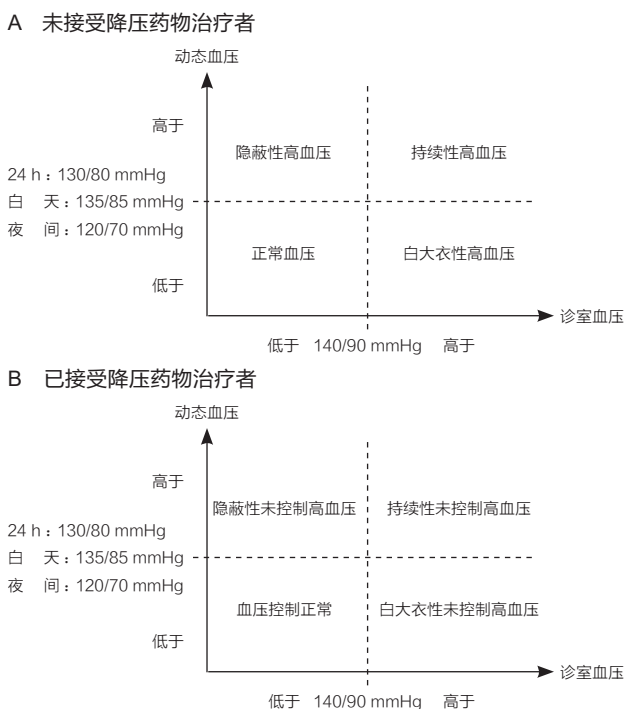 A 未接受降压药物治疗者
动态血压
高于
隐蔽性高血压 持续性高血压
24 h：130/80 mmHg
白 天：135/85 mmHg
夜 间：120/70 mmHg
正常血压 白大衣性高血压
低于
诊室血压
低于 140/90 mmHg 高于
B 已接受降压药物治疗者
动态血压
高于
隐蔽性未控制高血压 持续性未控制高血压
24 h：130/80 mmHg
白 天：135/85 mmHg
夜 间：120/70 mmHg
血压控制正常 白大衣性未控制高血压
低于
诊室血压
低于 140/90 mmHg 高于